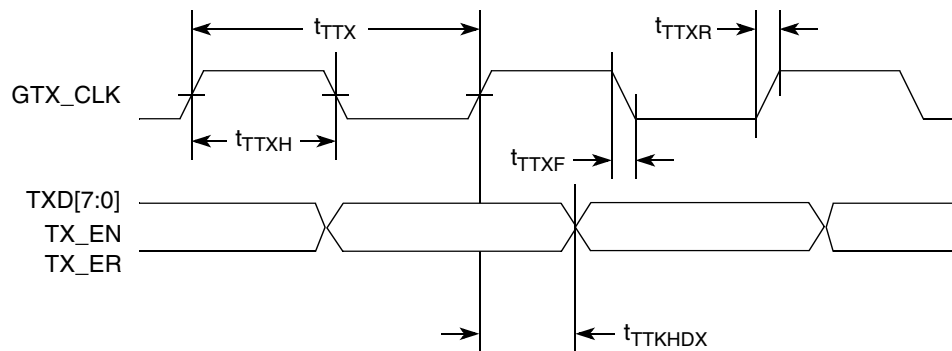 tTTX
tTTXR
GTX_CLK
tTTXH
tTTXF
TXD[7:0]
TX_EN
TX_ER
tTTKHDX